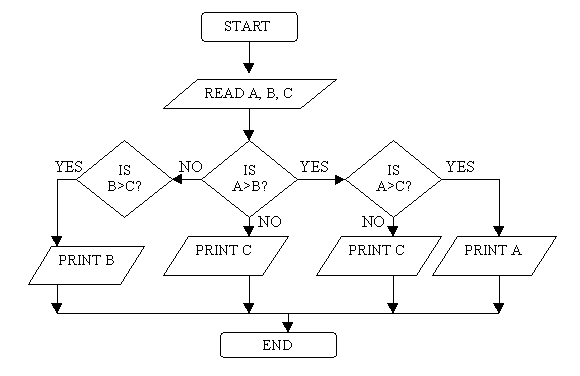 START
READ A, B, C
YES
IS
B>C?
NO
IS
A>B?
YES
IS
A>C?
YES
NO
NO
PRINT B
PRINT C
PRINT C
PRINT A
END